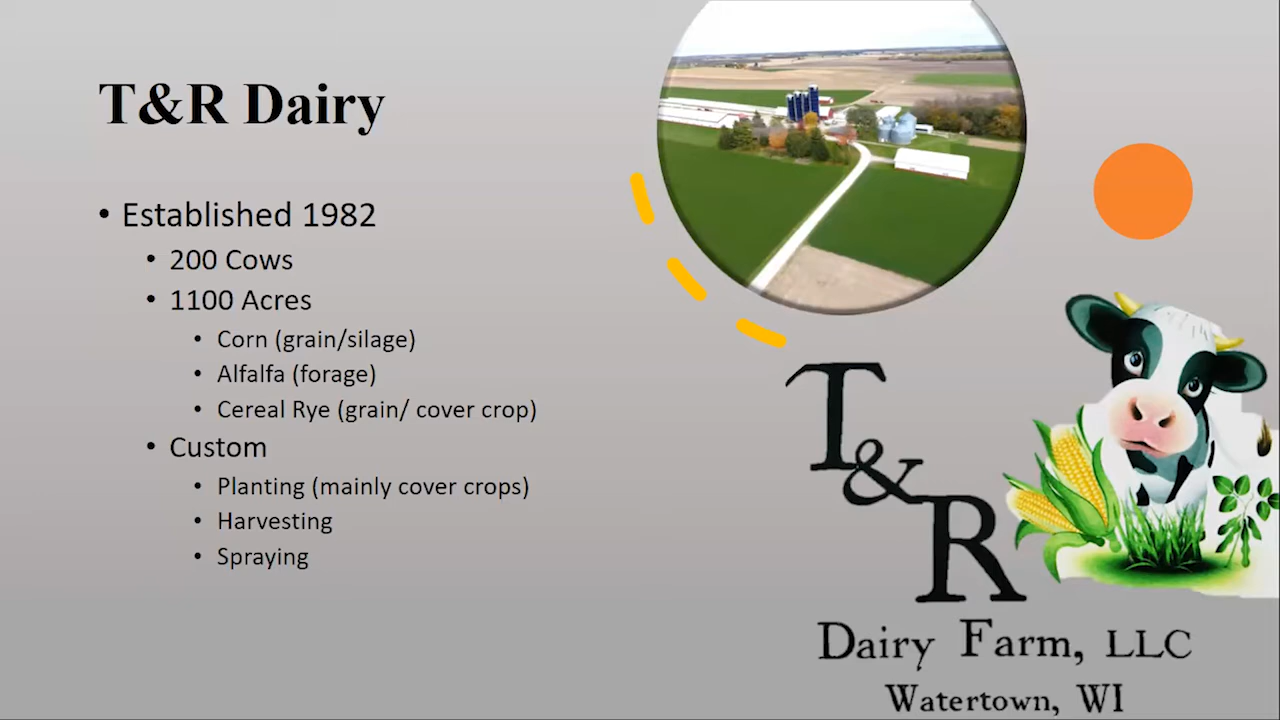 T&R Dairy
• Established 1982
• 200 Cows
• 1100 Acres
• Corn (grain/silage)
• Alfalfa (forage)
• Cereal Rye (grain/ cover crop)
• Custom
• Planting (mainly cover crops)
• Harvesting
• Spraying
T&R
Dairy Farm, LLC
Watertown, WI